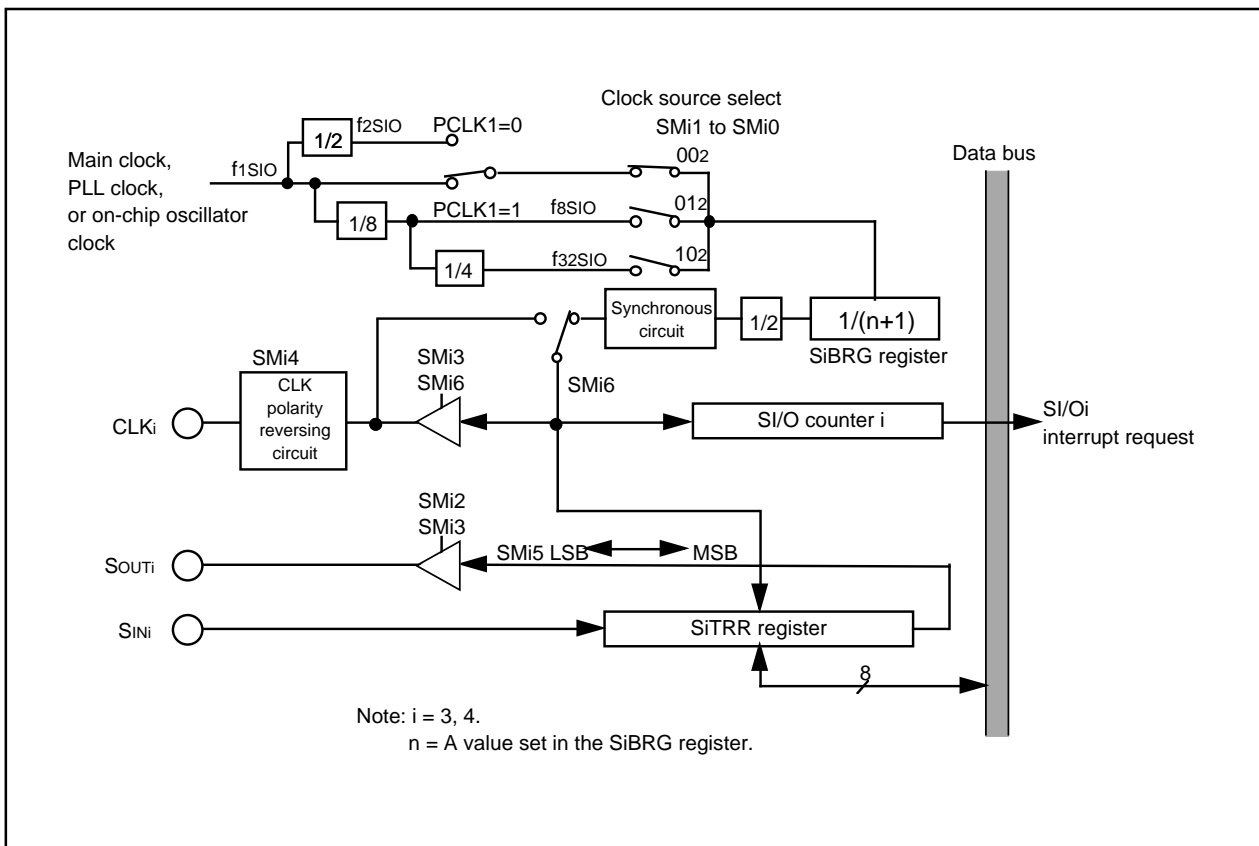 Clock source select
SMi1 to SMi0
f2SIO
PCLK1=0
1/2
Main clock,
PLL clock,
or on-chip oscillator
clock
f1SIO
002
Data bus
1/8
PCLK1=1
f8SIO
012
1/4
f32SIO
102
Synchronous
circuit
1/2
1/(n+1)
SiBRG register
SMi4
CLK
polarity
reversing
circuit
SMi3
SMi6
SMi6
CLKi
SI/O counter i
SI/Oi
interrupt request
SMi2
SMi3
SMi5 LSB
MSB
SOUTi
SINi
SiTRR register
8
Note: i = 3, 4.
n = A value set in the SiBRG register.